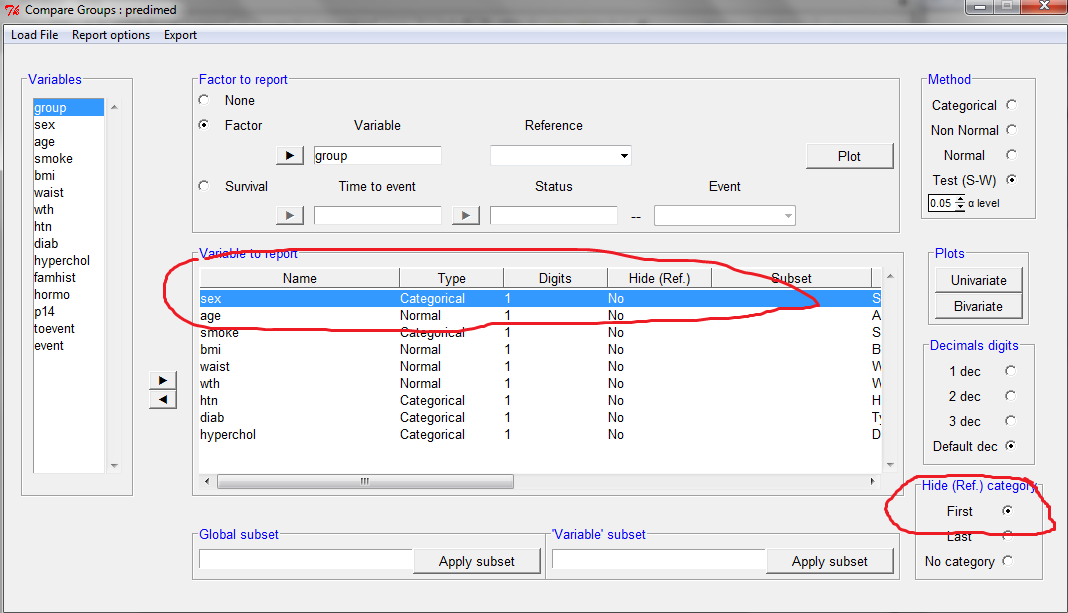 Compare Groups : predimed
Load File Report options Export
Variables
group
sex
age
smoke
bmi
waist
wth
htn
diab
hyperchol
famhist
hormo
p14
toevent
event
Factor to report
None
Factor Variable Reference
group Plot
Survival Time to event Status Event
--
Variable to report
Name Type Digits Hide (Ref.) Subset
sex Categorical 1 No S
age Normal 1 No A
smoke Categorical 1 No S
bmi Normal 1 No B
waist Normal 1 No W
wth Normal 1 No W
htn Categorical 1 No H
diab Categorical 1 No Ty
hyperchol Categorical 1 No D
Global subset
Apply subset
'Variable' subset
Apply subset
Method
Categorical
Non Normal
Normal
Test (S-W)
0.05 α level
Plots
Univariate
Bivariate
Decimals digits
1 dec
2 dec
3 dec
Default dec
Hide (Ref.) category
First
Last
No category